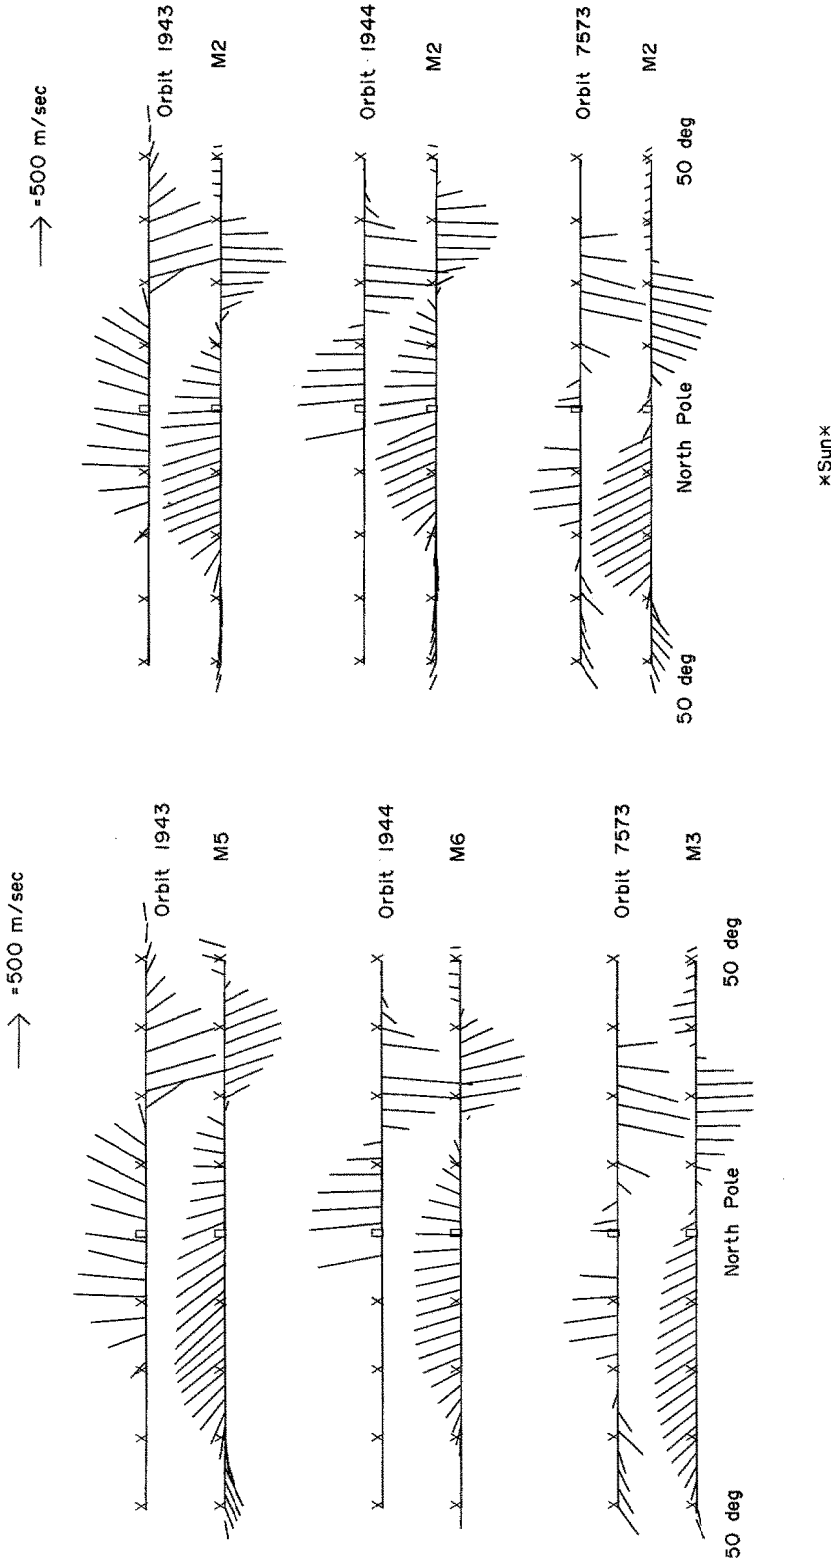 =500 m/sec
Orbit 1943
M2
Orbit 1944
M2
Orbit 7573
M2
50 deg
North Pole
50 deg
*Sun*
=500 m/sec
Orbit 1943
M5
Orbit 1944
M6
Orbit 7573
M3
50 deg
North Pole
50 deg